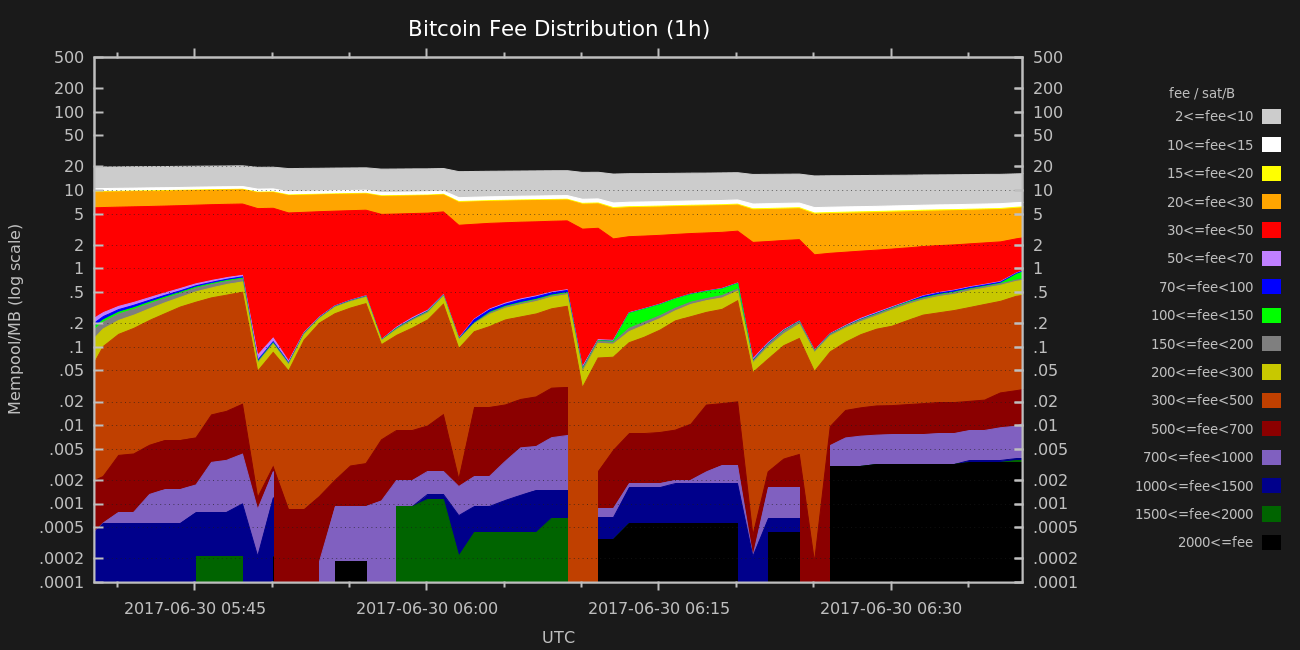 Bitcoin Fee Distribution (1h)
500
200
100
50
20
10
5
2
1
.5
.2
.1
.05
.02
.01
.005
.002
.001
.0005
.0002
.0001
Mempool/MB (log scale)
500
200
100
50
20
10
5
2
1
.5
.2
.1
.05
.02
.01
.005
.002
.001
.0005
.0002
.0001
2017-06-30 05:45
2017-06-30 06:00
2017-06-30 06:15
2017-06-30 06:30
UTC
fee / sat/B
2<=fee<10
10<=fee<15
15<=fee<20
20<=fee<30
30<=fee<50
50<=fee<70
70<=fee<100
100<=fee<150
150<=fee<200
200<=fee<300
300<=fee<500
500<=fee<700
700<=fee<1000
1000<=fee<1500
1500<=fee<2000
2000<=fee